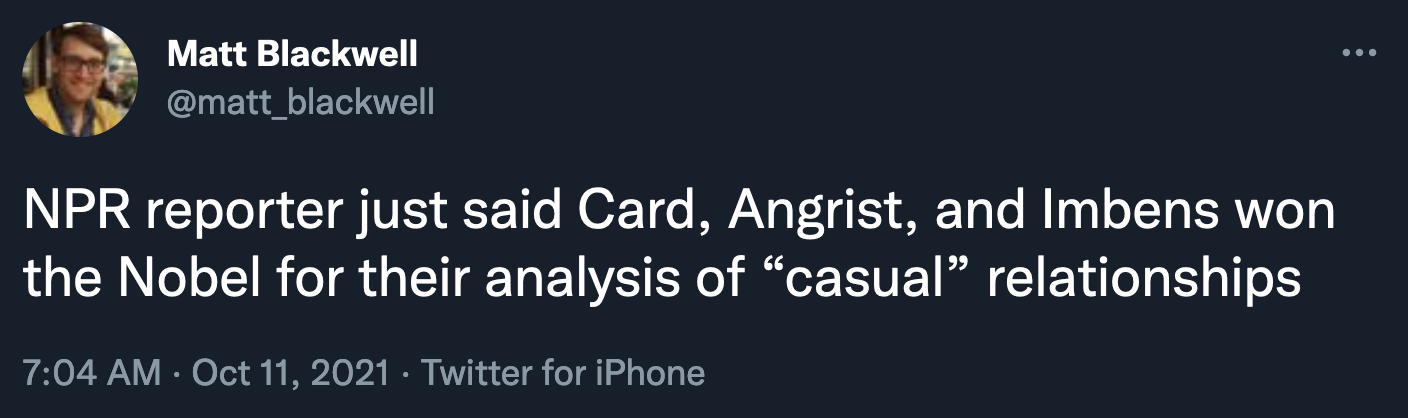 Matt Blackwell
@matt_blackwell
NPR reporter just said Card, Angrist, and Imbens won
the Nobel for their analysis of “casual” relationships
7:04 AM · Oct 11, 2021 · Twitter for iPhone